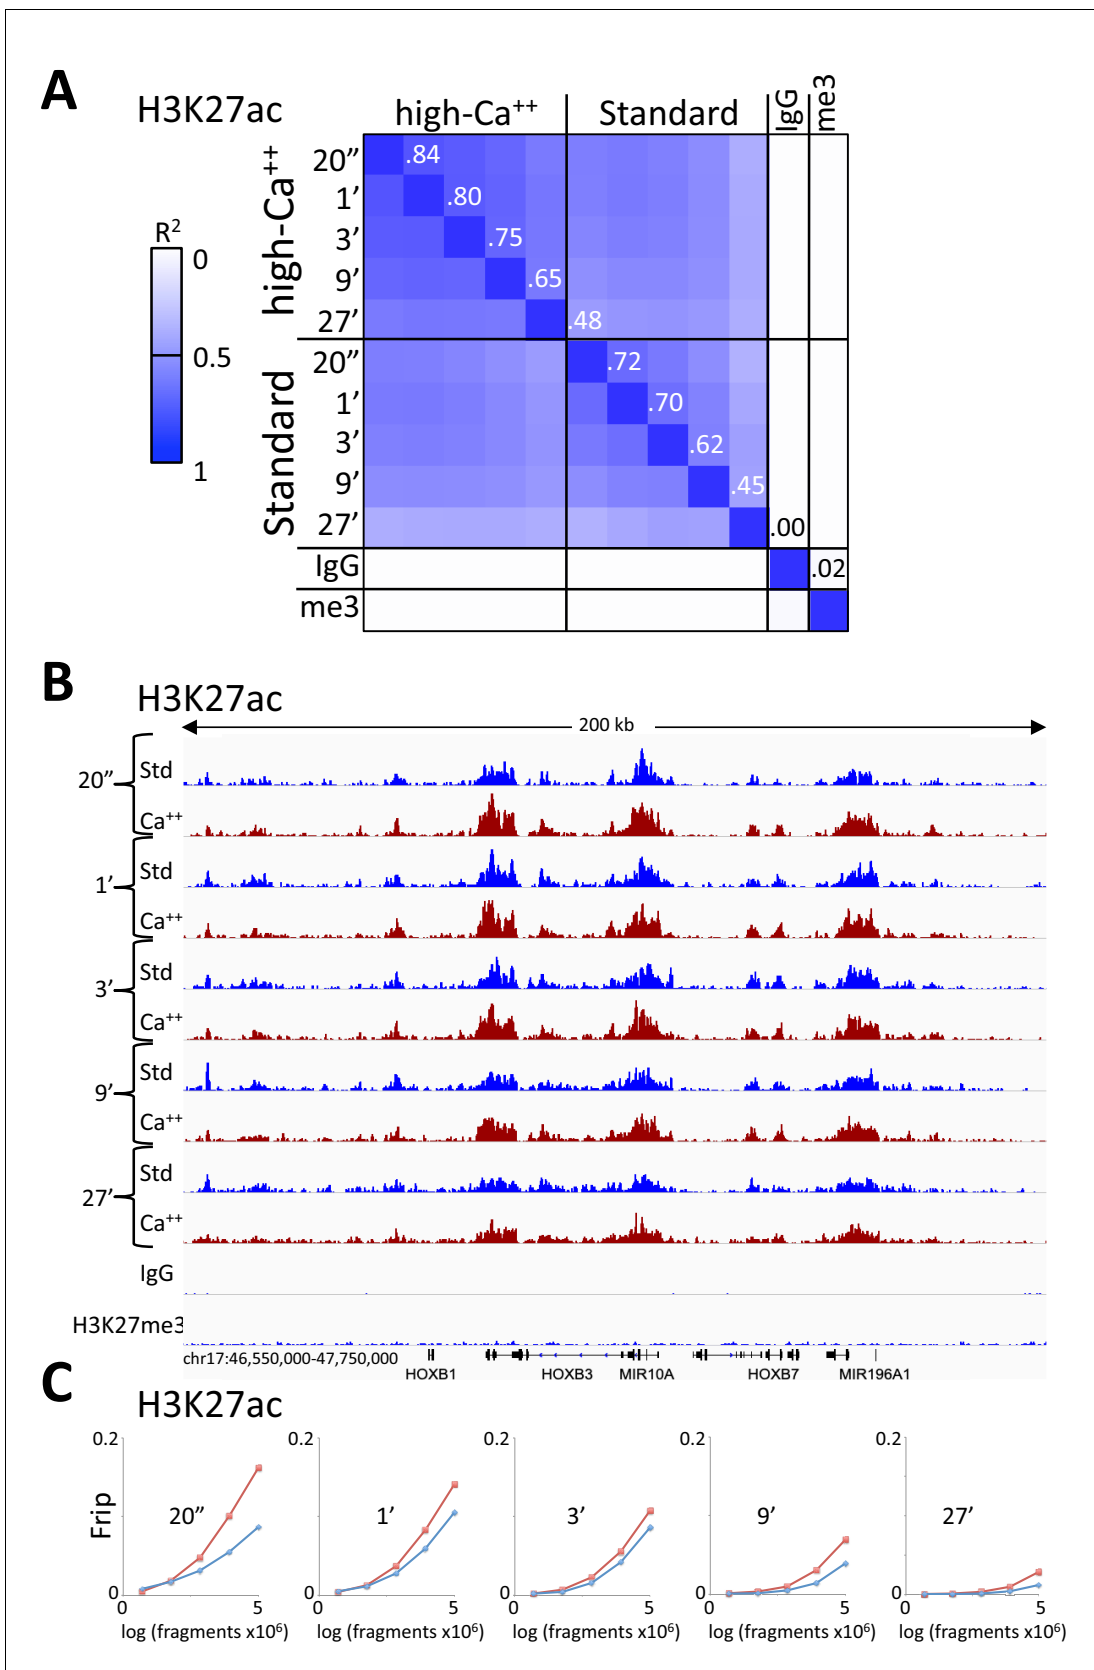 A
H3K27ac
high-Ca++
Standard
IgG
me3
high-Ca++
Standard
R2
0
0.5
1
20”
.84
1’
.80
3’
.75
9’
.65
27’
.48
20”
.72
1’
.70
3’
.62
9’
.45
27’
.00
IgG
.02
me3
B
H3K27ac
200 kb
20”
Std
Ca++
1’
Std
Ca++
3’
Std
Ca++
9’
Std
Ca++
27’
Std
Ca++
IgG
H3K27me3
chr17:46,550,000-47,750,000
HOXB1 HOXB3 MIR10A HOXB7 MIR196A1
C
H3K27ac
Frip
0.2 0.2 0.2 0.2 0.2
20” 1’ 3’ 9’ 27’
0 0 0 0 0
0 5 0 5 0 5 0 5 0 5
log (fragments x10⁶) log (fragments x10⁶) log (fragments x10⁶) log (fragments x10⁶) log (fragments x10⁶)